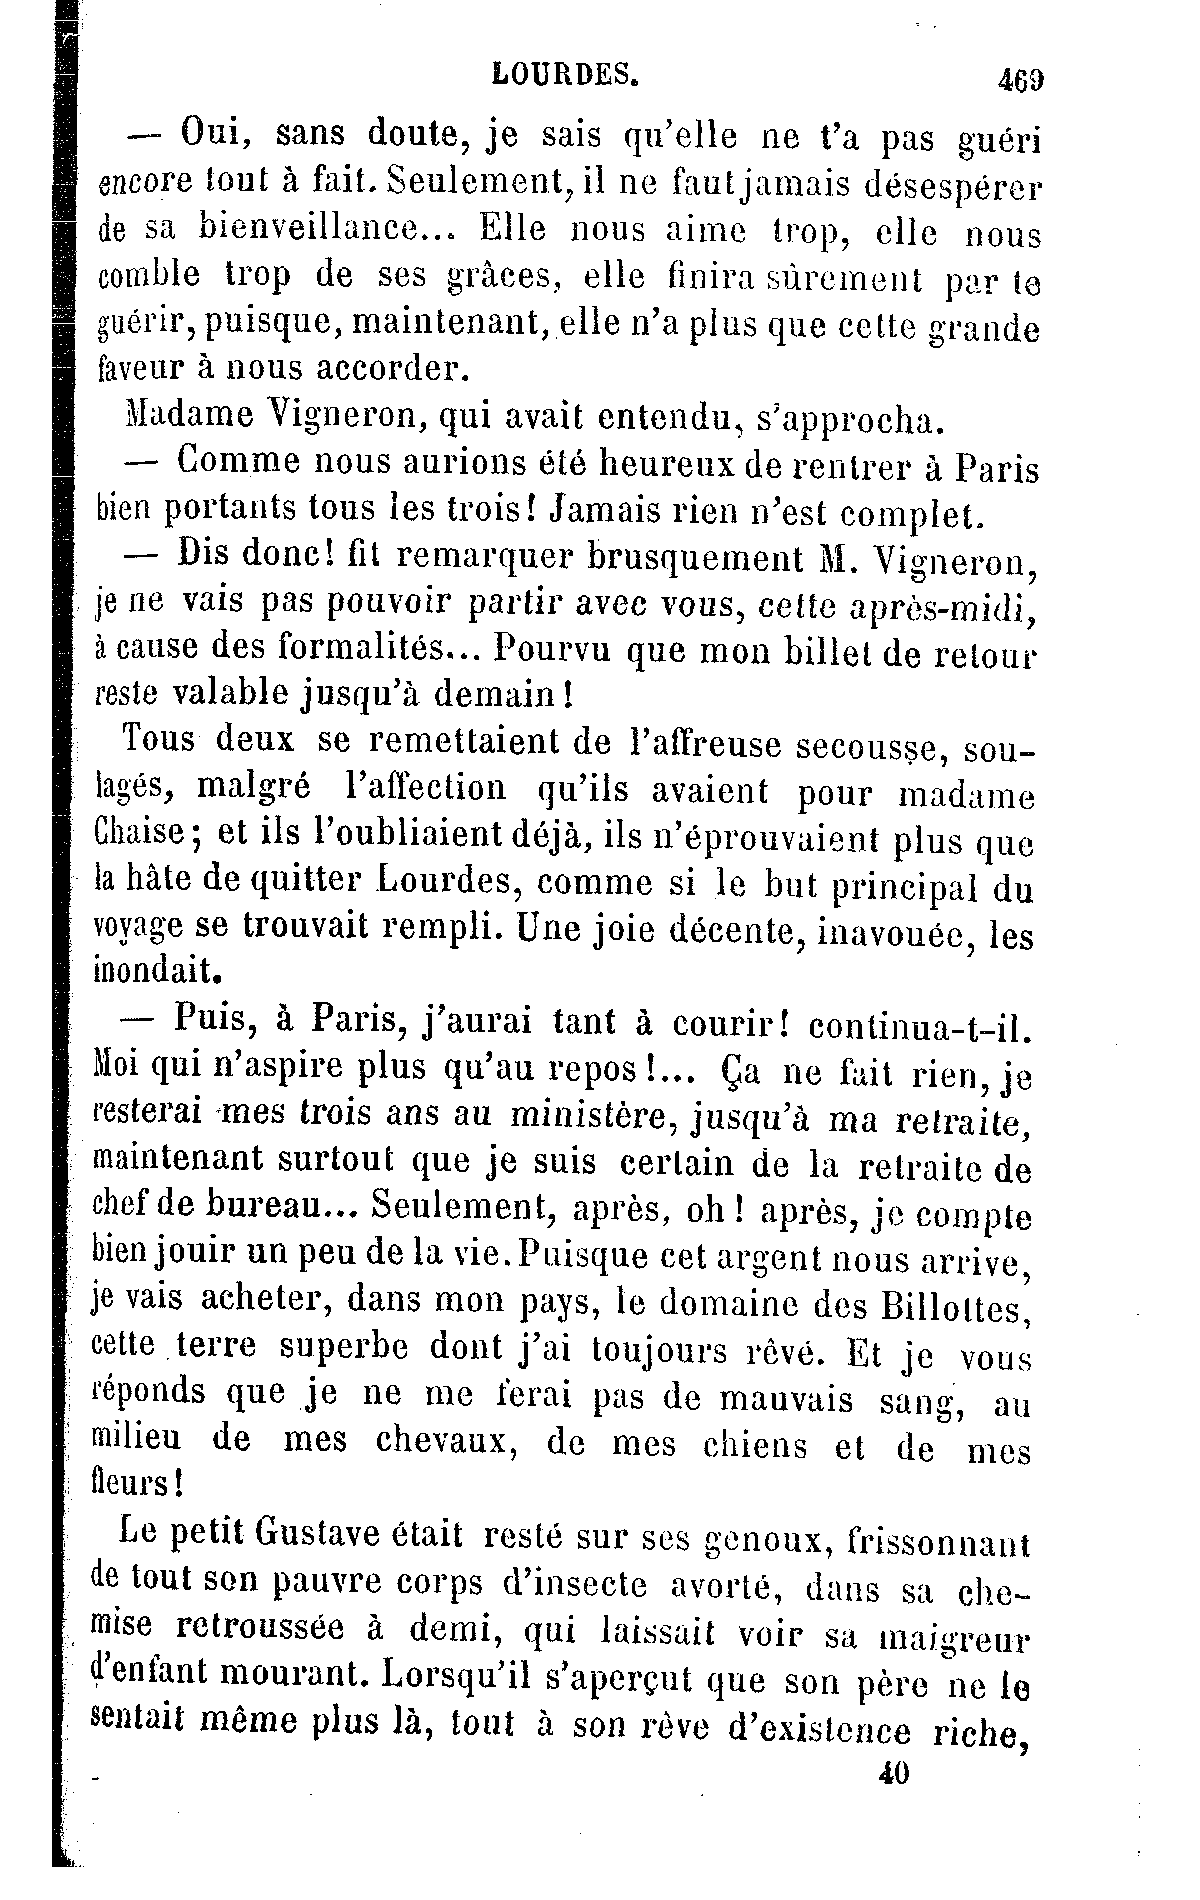 LOURDES. 469
— Oui, sans doute, je sais qu'elle ne t'a pas guéri
encore tout à fait. Seulement, il ne faut jamais désespérer
de sa bienveillance... Elle nous aime trop, elle nous
comble trop de ses grâces, elle finira sûrement par te
guérir, puisque, maintenant, elle n'a plus que cette grande
faveur à nous accorder.
Madame Vigneron, qui avait entendu, s'approcha.
— Comme nous aurions été heureux de rentrer à Paris
bien portants tous les trois! Jamais rien n'est complet.
— Dis donc! fit remarquer brusquement M. Vigneron,
je ne vais pas pouvoir partir avec vous, cette après-midi,
à cause des formalités... Pourvu que mon billet de retour
reste valable jusqu'à demain!
Tous deux se remettaient de l'affreuse secousse, sou-
lagés, malgré l'affection qu'ils avaient pour madame
Chaise; et ils l'oubliaient déjà, ils n'éprouvaient plus que
la hâte de quitter Lourdes, comme si le but principal du
voyage se trouvait rempli. Une joie décente, inavouée, les
inondait.
— Puis, à Paris, j'aurai tant à courir! continua-t-il.
Moi qui n'aspire plus qu'au repos!... Ça ne fait rien, je
resterai mes trois ans au ministère, jusqu'à ma retraite,
maintenant surtout que je suis certain de la retraite de
chef de bureau... Seulement, après, oh! après, je compte
bien jouir un peu de la vie. Puisque cet argent nous arrive,
je vais acheter, dans mon pays, le domaine des Billottes,
cette terre superbe dont j'ai toujours rêvé. Et je vous
réponds que je ne me ferai pas de mauvais sang, au
milieu de mes chevaux, de mes chiens et de mes
fleurs!
Le petit Gustave était resté sur ses genoux, frissonnant
de tout son pauvre corps d'insecte avorté, dans sa che-
mise retroussée à demi, qui laissait voir sa maigreur
d'enfant mourant. Lorsqu'il s'aperçut que son père ne le
sentait même plus là, tout à son rêve d'existence riche,
40